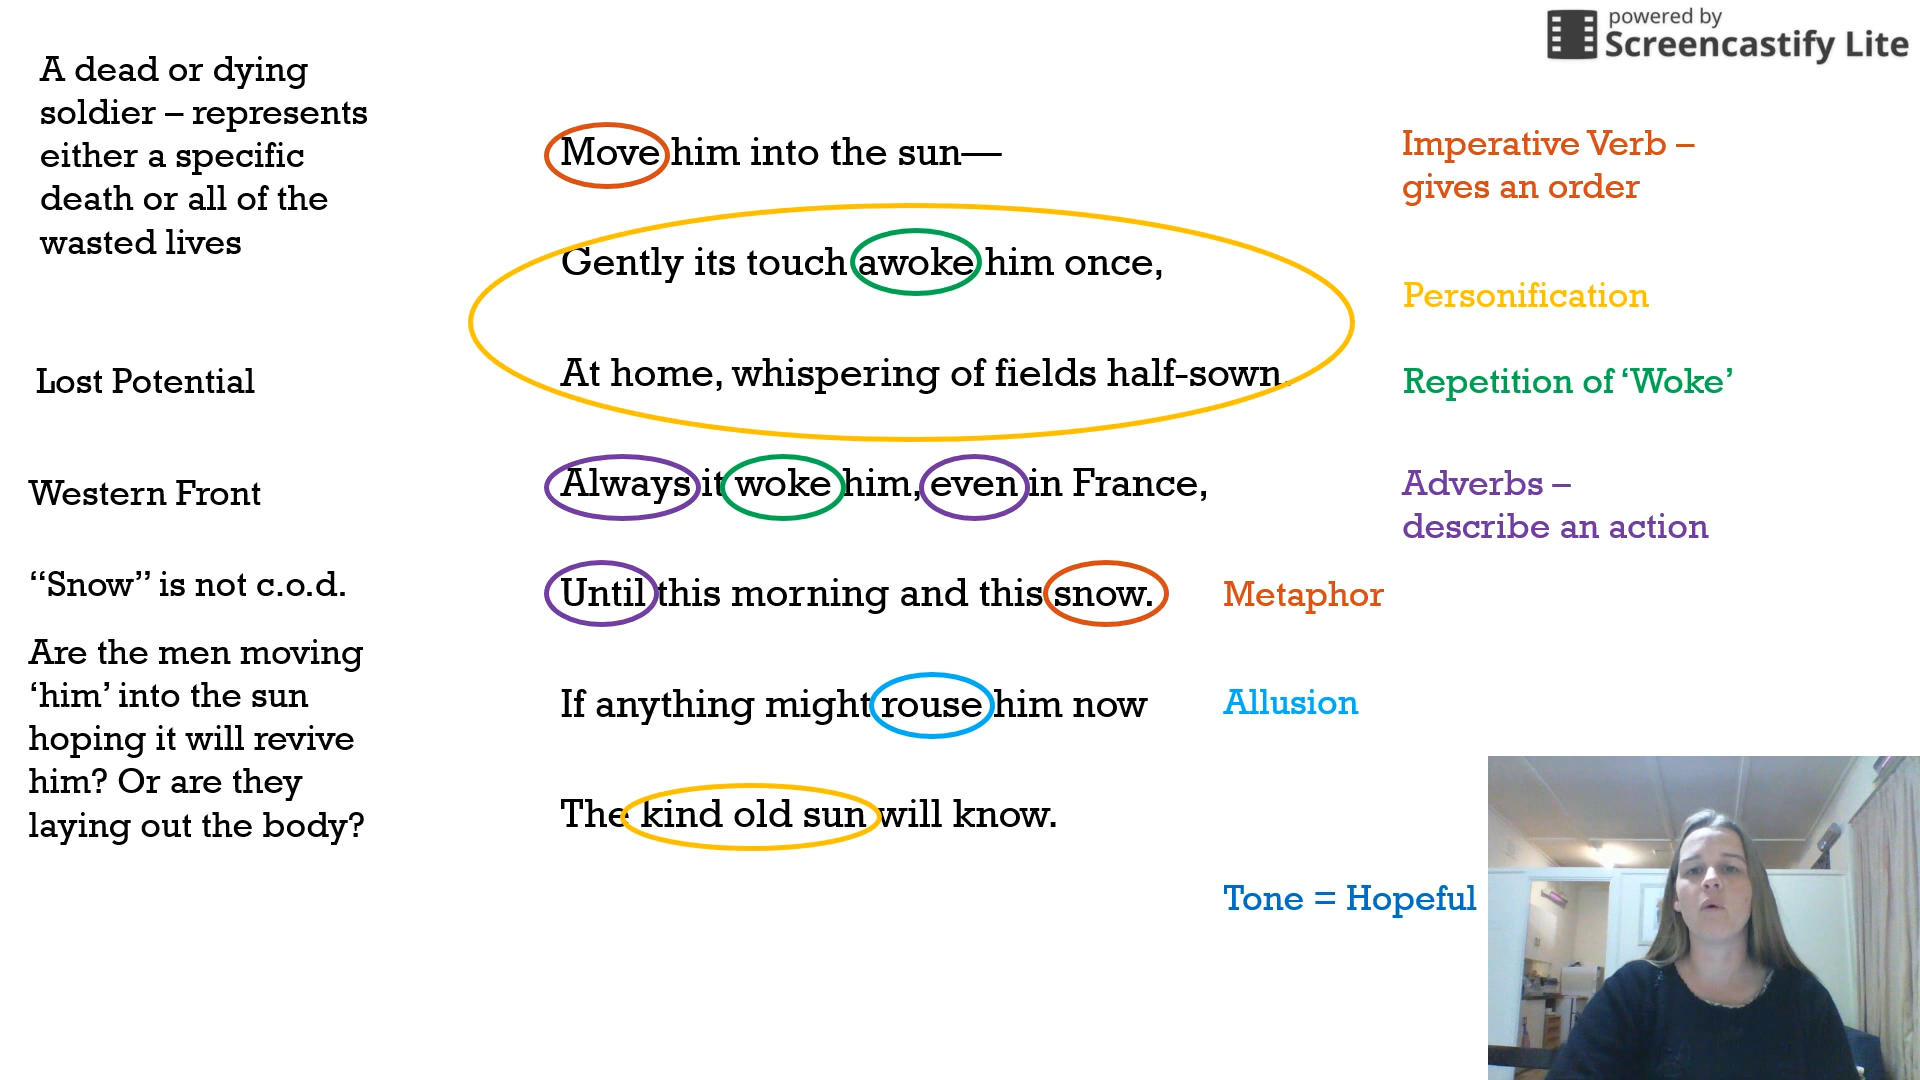 powered by
Screencastify Lite
A dead or dying
soldier – represents
either a specific
death or all of the
wasted lives
Lost Potential
Western Front
“Snow” is not c.o.d.
Are the men moving
‘him’ into the sun
hoping it will revive
him? Or are they
laying out the body?
Move him into the sun—
Gently its touch awoke him once,
At home, whispering of fields half-sown.
Always it woke him, even in France,
Until this morning and this snow.
If anything might rouse him now
The kind old sun will know.
Imperative Verb –
gives an order
Personification
Repetition of ‘Woke’
Adverbs –
describe an action
Metaphor
Allusion
Tone = Hopeful